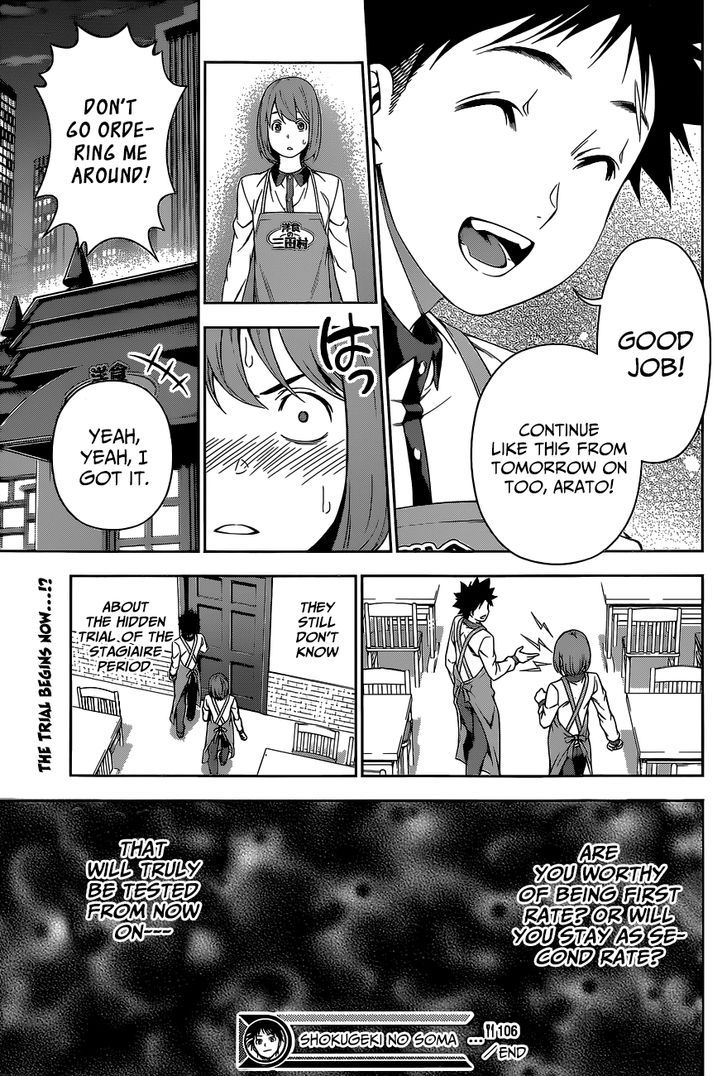 GOOD
JOB!
CONTINUE
LIKE THIS FROM
TOMORROW ON
TOO, ARATO!
洋食
の
三田村
はっ
DON'T
GO ORDE-
RING ME
AROUND!
洋食
YEAH,
YEAH, I
GOT IT.
THEY
STILL
DON'T
KNOW
ABOUT
THE HIDDEN
TRIAL OF THE
STAGIAIRE
PERIOD.
THE TRIAL BEGINS NOW...!?
ARE
YOU WORTHY
OF BEING FIRST
RATE? OR WILL
YOU STAY AS SE-
COND RATE?
THAT
WILL TRULY
BE TESTED
FROM NOW
ON---
SHOKUGEKI NO SOMA ... 106
/END